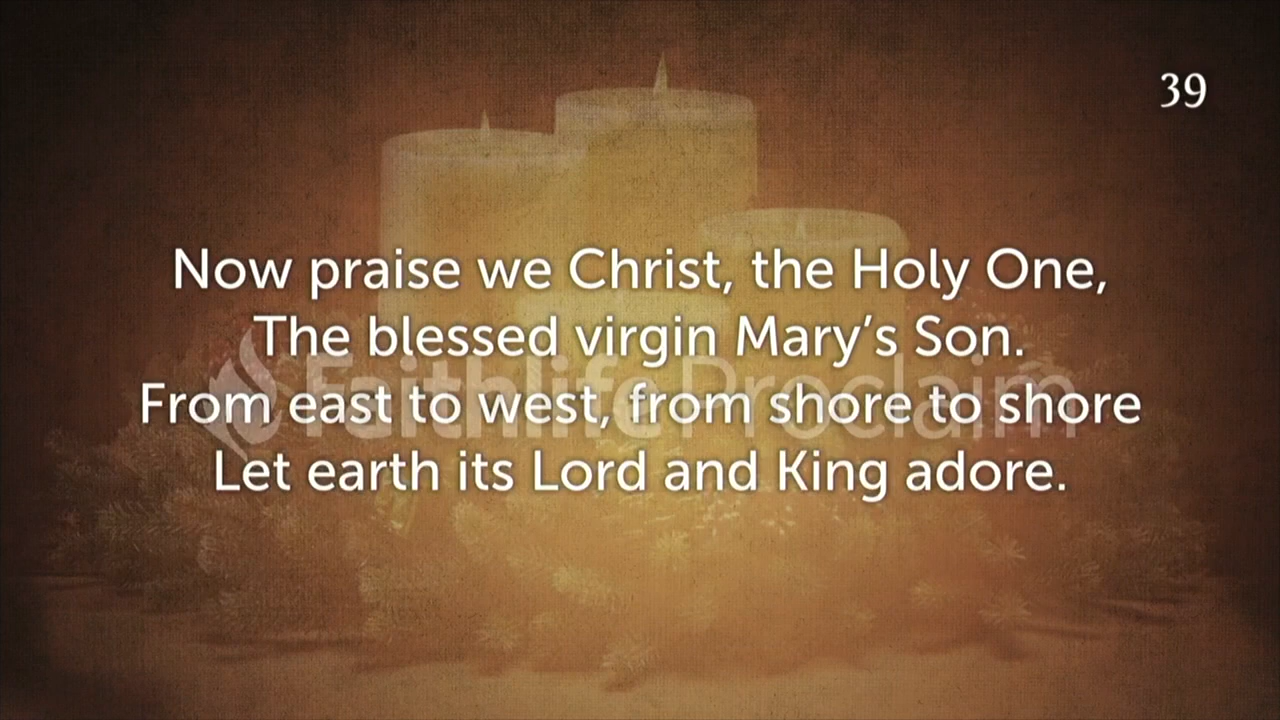 39
Now praise we Christ, the Holy One,
The blessed virgin Mary’s Son.
Faithlife Proclaim
From east to west, from shore to shore
Let earth its Lord and King adore.